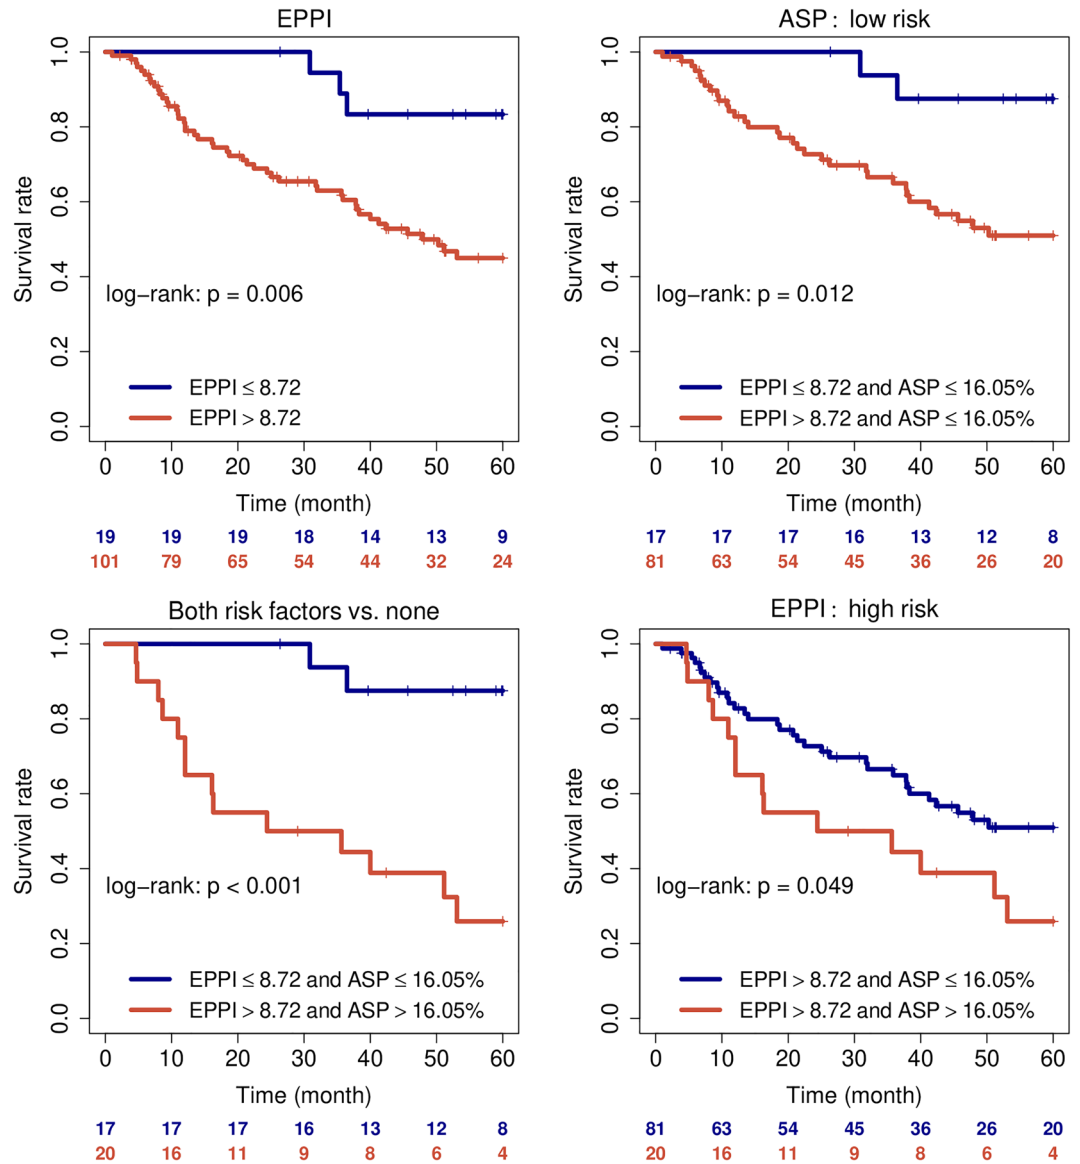 EPPI
1.0
0.8
0.6
0.4
0.2
0.0
Survival rate
log−rank: p = 0.006
EPPI ≤ 8.72
EPPI > 8.72
0 10 20 30 40 50 60
Time (month)
19 19 19 18 14 13 9
101 79 65 54 44 32 24
ASP : low risk
1.0
0.8
0.6
0.4
0.2
0.0
Survival rate
log−rank: p = 0.012
EPPI ≤ 8.72 and ASP ≤ 16.05%
EPPI > 8.72 and ASP ≤ 16.05%
0 10 20 30 40 50 60
Time (month)
17 17 17 16 13 12 8
81 63 54 45 36 26 20
Both risk factors vs. none
1.0
0.8
0.6
0.4
0.2
0.0
Survival rate
log−rank: p < 0.001
EPPI ≤ 8.72 and ASP ≤ 16.05%
EPPI > 8.72 and ASP > 16.05%
0 10 20 30 40 50 60
Time (month)
17 17 17 16 13 12 8
20 16 11 9 8 6 4
EPPI : high risk
1.0
0.8
0.6
0.4
0.2
0.0
Survival rate
log−rank: p = 0.049
EPPI > 8.72 and ASP ≤ 16.05%
EPPI > 8.72 and ASP > 16.05%
0 10 20 30 40 50 60
Time (month)
81 63 54 45 36 26 20
20 16 11 9 8 6 4